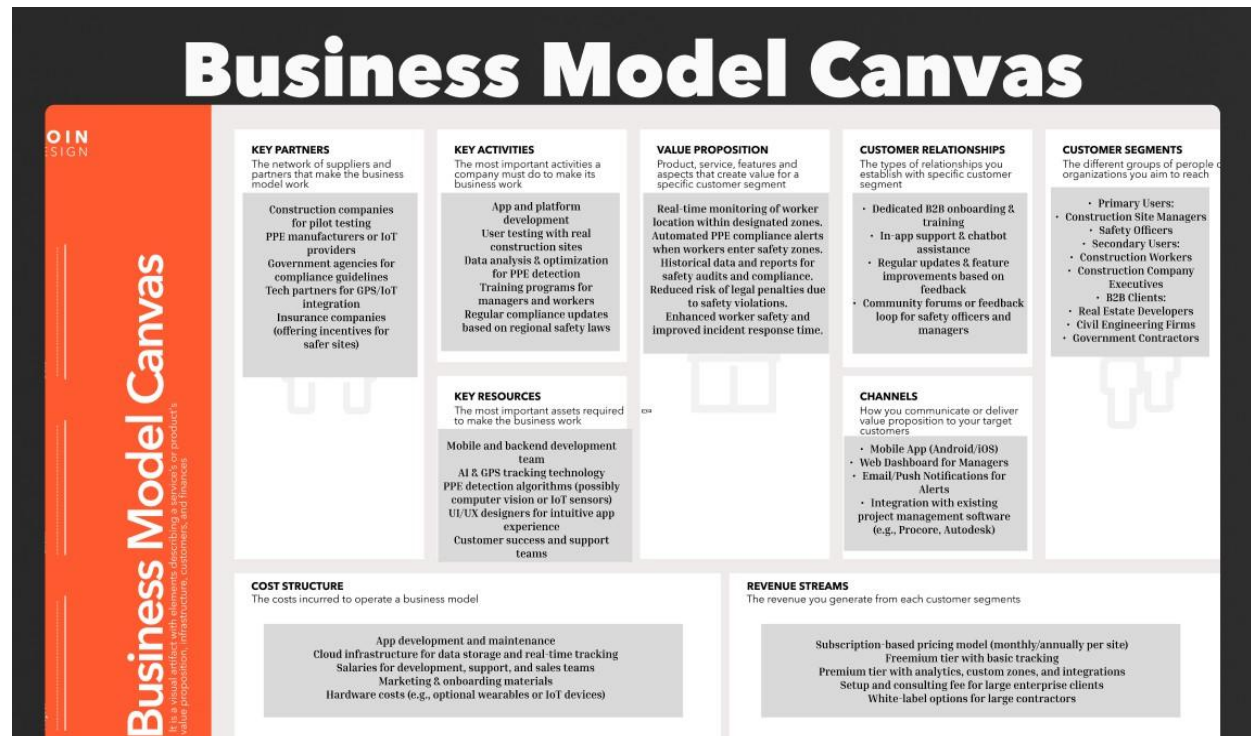 Business Model Canvas
OIN
ESIGN
Business Model Canvas
It is a visual artifact with elements describing a service's or product's
value proposition, infrastructure, customers, and finances
KEY PARTNERS
The network of suppliers and
partners that make the business
model work
Construction companies
for pilot testing
PPE manufacturers or IoT
providers
Government agencies for
compliance guidelines
Tech partners for GPS/IoT
integration
Insurance companies
(offering incentives for
safer sites)
KEY ACTIVITIES
The most important activities a
company must do to make its
business work
App and platform
development
User testing with real
construction sites
Data analysis & optimization
for PPE detection
Training programs for
managers and workers
Regular compliance updates
based on regional safety laws
KEY RESOURCES
The most important assets required
to make the business work
Mobile and backend development
team
AI & GPS tracking technology
PPE detection algorithms (possibly
computer vision or IoT sensors)
UI/UX designers for intuitive app
experience
Customer success and support
teams
VALUE PROPOSITION
Product, service, features and
aspects that create value for a
specific customer segment
Real-time monitoring of worker
location within designated zones.
Automated PPE compliance alerts
when workers enter safety zones.
Historical data and reports for
safety audits and compliance.
Reduced risk of legal penalties due
to safety violations.
Enhanced worker safety and
improved incident response time.
CUSTOMER RELATIONSHIPS
The types of relationships you
establish with specific customer
segment
• Dedicated B2B onboarding &
training
• In-app support & chatbot
assistance
• Regular updates & feature
improvements based on
feedback
• Community forums or feedback
loop for safety officers and
managers
CHANNELS
How you communicate or deliver
value proposition to your target
customers
• Mobile App (Android/iOS)
• Web Dashboard for Managers
• Email/Push Notifications for
Alerts
• Integration with existing
project management software
(e.g., Procore, Autodesk)
CUSTOMER SEGMENTS
The different groups of perople o
organizations you aim to reach
• Primary Users:
• Construction Site Managers
• Safety Officers
• Secondary Users:
• Construction Workers
• Construction Company
Executives
• B2B Clients:
• Real Estate Developers
• Civil Engineering Firms
• Government Contractors
COST STRUCTURE
The costs incurred to operate a business model
App development and maintenance
Cloud infrastructure for data storage and real-time tracking
Salaries for development, support, and sales teams
Marketing & onboarding materials
Hardware costs (e.g., optional wearables or IoT devices)
REVENUE STREAMS
The revenue you generate from each customer segments
Subscription-based pricing model (monthly/annually per site)
Freemium tier with basic tracking
Premium tier with analytics, custom zones, and integrations
Setup and consulting fee for large enterprise clients
White-label options for large contractors